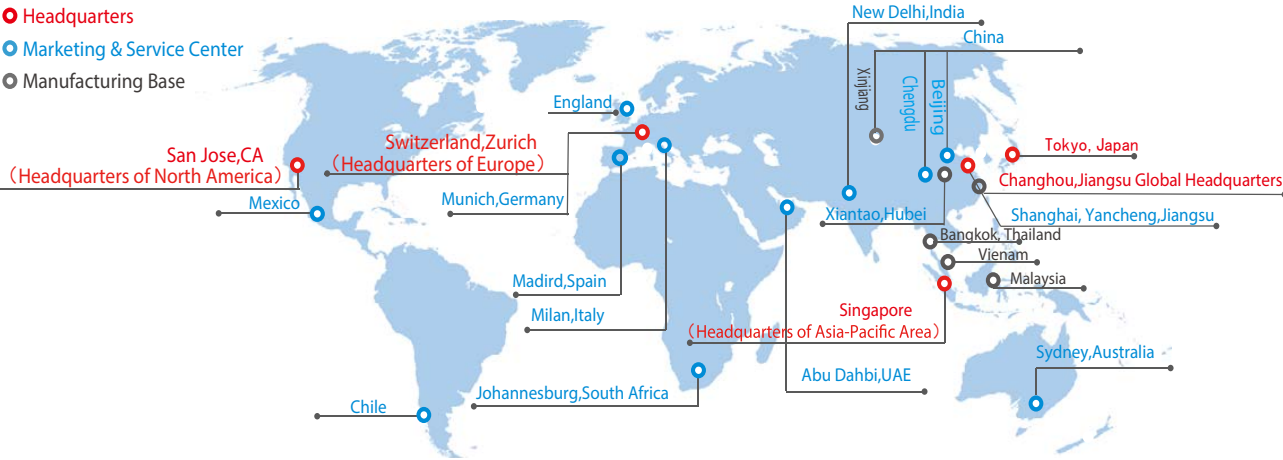 Headquarters
Marketing & Service Center
Manufacturing Base
New Delhi,India
China
Xinjiang
Chengdu
Beijing
England
Switzerland,Zurich
(Headquarters of Europe)
San Jose,CA
(Headquarters of North America)
Mexico
Munich,Germany
Tokyo, Japan
Changhou,Jiangsu Global Headquarters
Xiantao,Hubei
Shanghai, Yancheng,Jiangsu
Bangkok, Thailand
Vienam
Malaysia
Madird,Spain
Milan,Italy
Singapore
(Headquarters of Asia-Pacific Area)
Sydney,Australia
Abu Dahbi,UAE
Johannesburg,South Africa
Chile